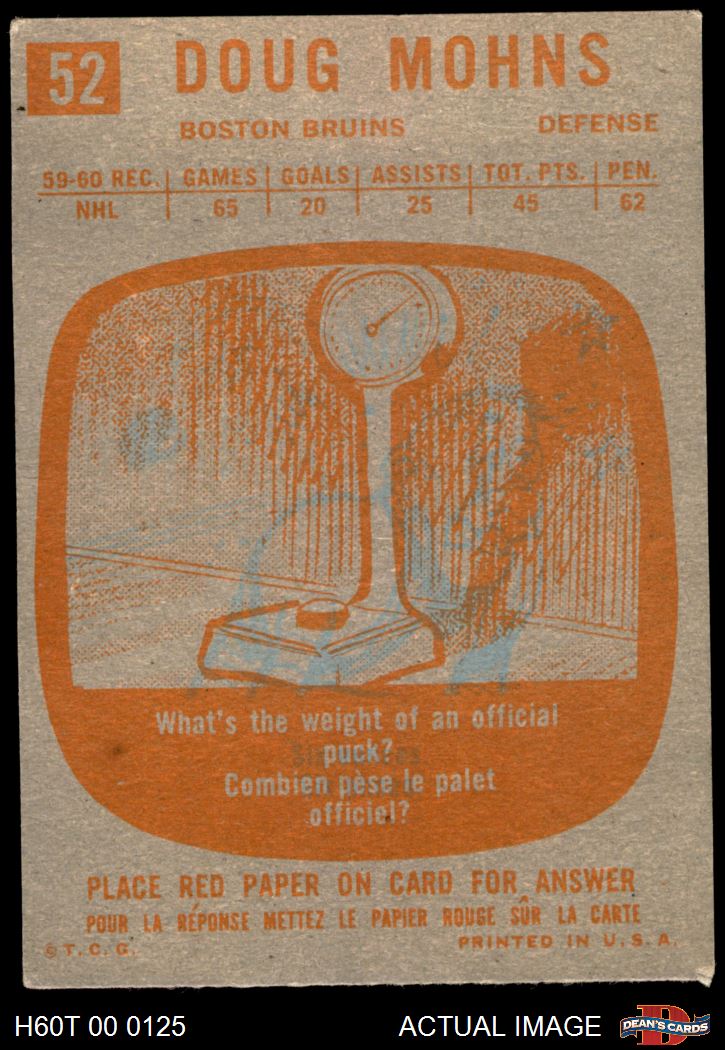 52 DOUG MOHNS
BOSTON BRUINS DEFENSE
59-60 REC. GAMES GOALS ASSISTS TOT. PTS. PEN.
NHL 65 20 25 45 62
What's the weight of an official
puck?
Combien pèse le palet
officiel?
PLACE RED PAPER ON CARD FOR ANSWER
POUR LA RÉPONSE METTEZ LE PAPIER ROUGE SÛR LA CARTE
© T.C.G. PRINTED IN U.S.A.
H60T 00 0125 ACTUAL IMAGE DEAN'S CARDS